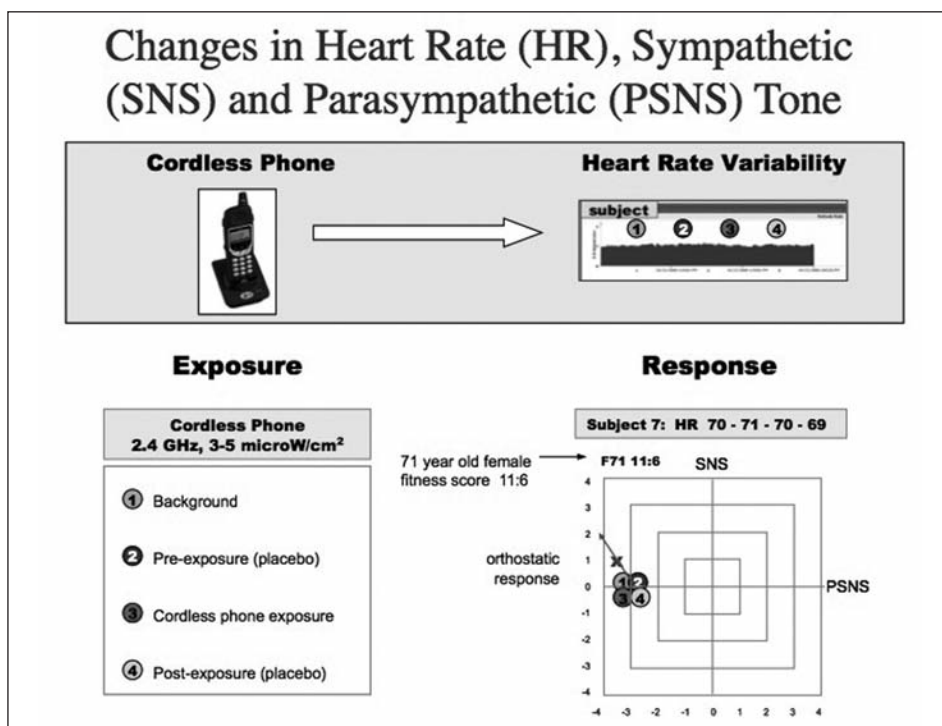 Changes in Heart Rate (HR), Sympathetic
(SNS) and Parasympathetic (PSNS) Tone
Cordless Phone
Heart Rate Variability
subject
1 2 3 4
Exposure
Response
Cordless Phone
2.4 GHz, 3-5 microW/cm²
1 Background
2 Pre-exposure (placebo)
3 Cordless phone exposure
4 Post-exposure (placebo)
Subject 7: HR 70 - 71 - 70 - 69
71 year old female
fitness score 11:6
F71 11:6
SNS
orthostatic
response
PSNS
4
3
2
1
0
-1
-2
-3
-4
1 2
3 4
-4 -3 -2 -1 0 1 2 3 4